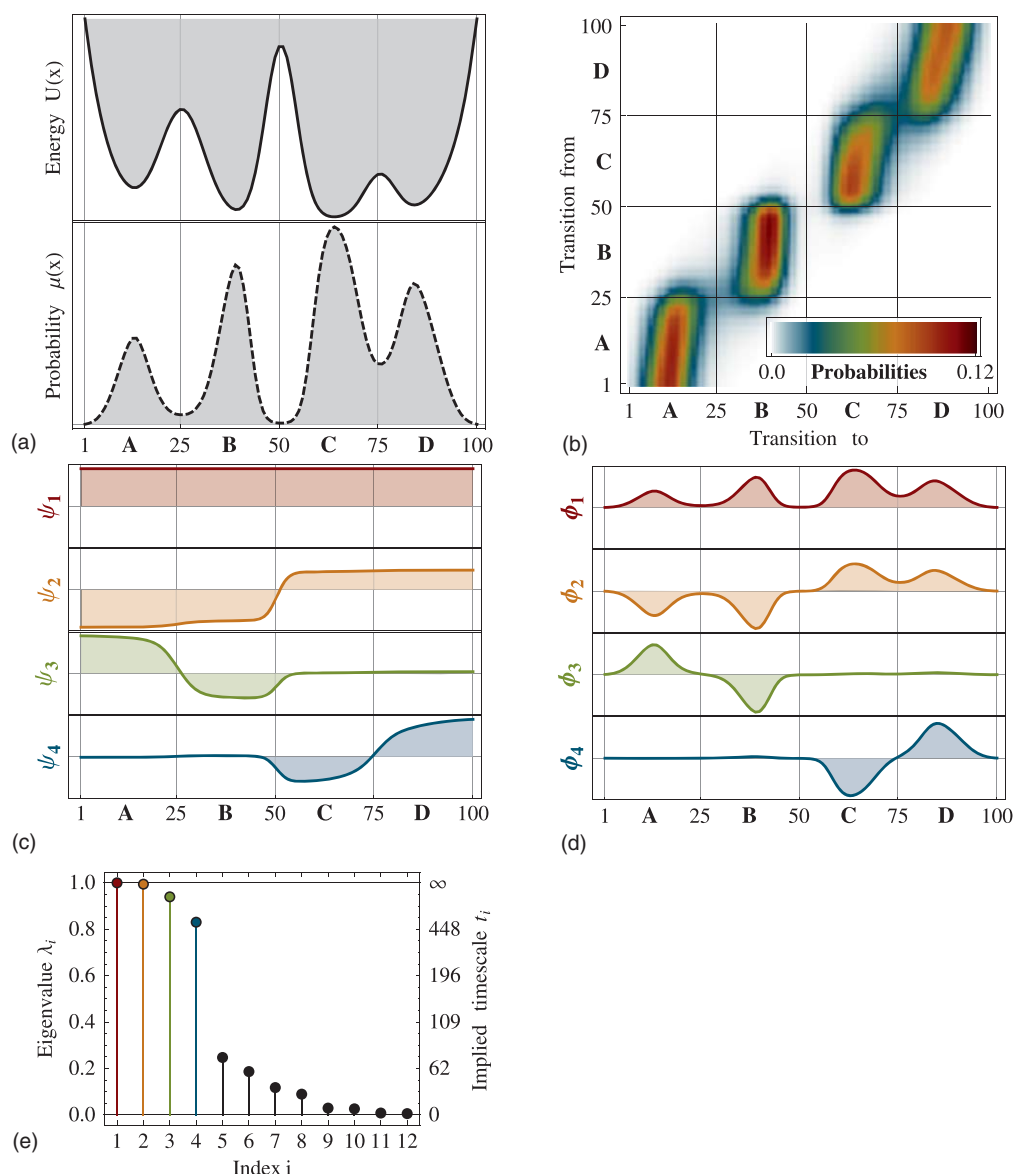 Energy U(x)
Probability μ(x)
1 A 25 B 50 C 75 D 100
(a)
Transition from
100
D
75
C
50
B
25
A
1
0.0 Probabilities 0.12
1 A 25 B 50 C 75 D 100
Transition to
(b)
ψ1
ψ2
ψ3
ψ4
1 A 25 B 50 C 75 D 100
(c)
ϕ1
ϕ2
ϕ3
ϕ4
1 A 25 B 50 C 75 D 100
(d)
Eigenvalue λi
1.0
0.8
0.6
0.4
0.2
0.0
∞
448
196
109
62
0
Implied timescale ti
1 2 3 4 5 6 7 8 9 10 11 12
Index i
(e)